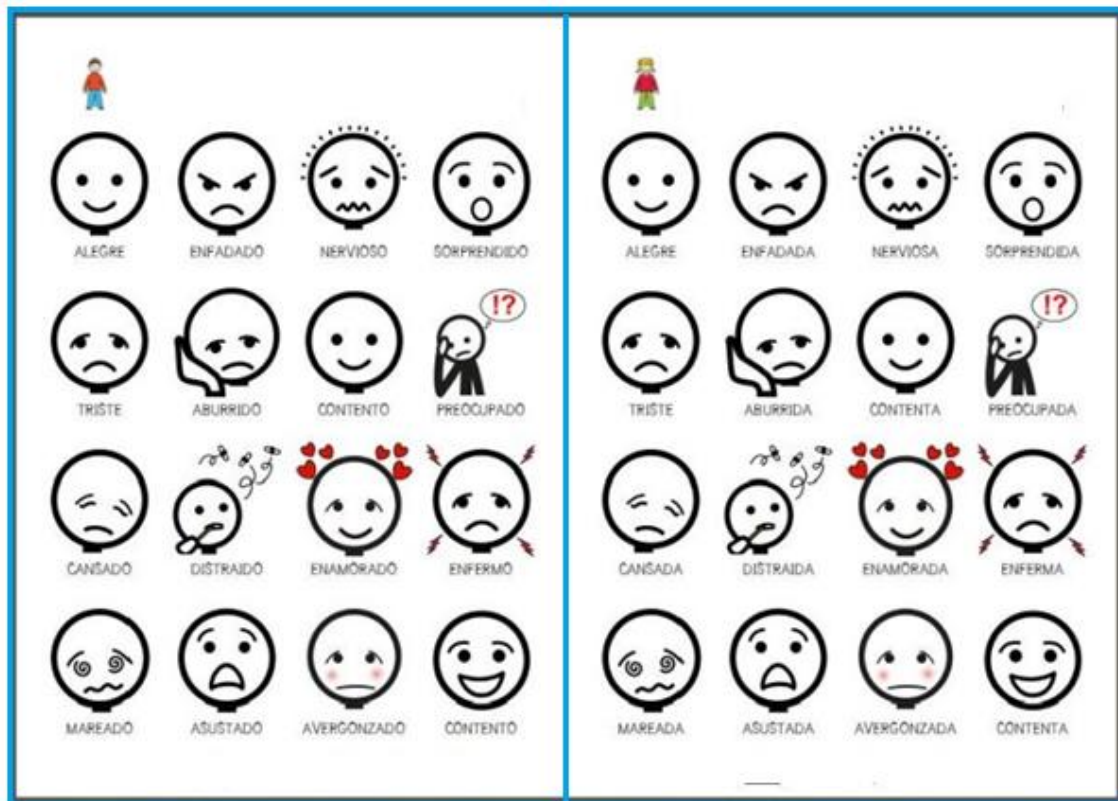 ALEGRE ENFADADO NERVIOSO SORPRENDIDO
!?
TRISTE ABURRIDO CONTENTO PREOCUPADO
CANSADO DISTRAIDO ENAMORADO ENFERMO
MAREADO ASUSTADO AVERGONZADO CONTENTO
ALEGRE ENFADADA NERVIOSA SORPRENDIDA
!?
TRISTE ABURRIDA CONTENTA PREOCUPADA
CANSADA DISTRAIDA ENAMORADA ENFERMA
MAREADA ASUSTADA AVERGONZADA CONTENTA